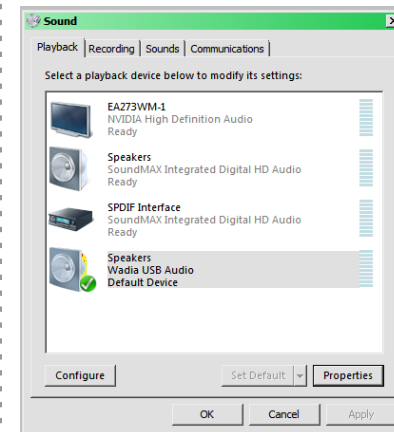 Sound
Playback Recording Sounds Communications
Select a playback device below to modify its settings:
EA273WM-1
NVIDIA High Definition Audio
Ready
Speakers
SoundMAX Integrated Digital HD Audio
Ready
SPDIF Interface
SoundMAX Integrated Digital HD Audio
Ready
Speakers
Wadia USB Audio
Default Device
Configure Set Default Properties
OK Cancel Apply